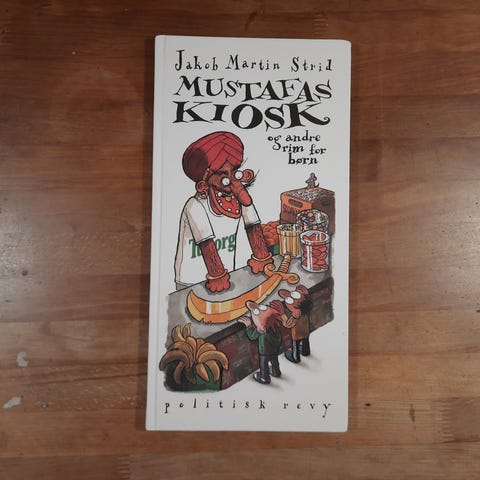 Jakob Martin Strid
MUSTAFAS
KIOSK
og andre
rim for
børn
politisk revy